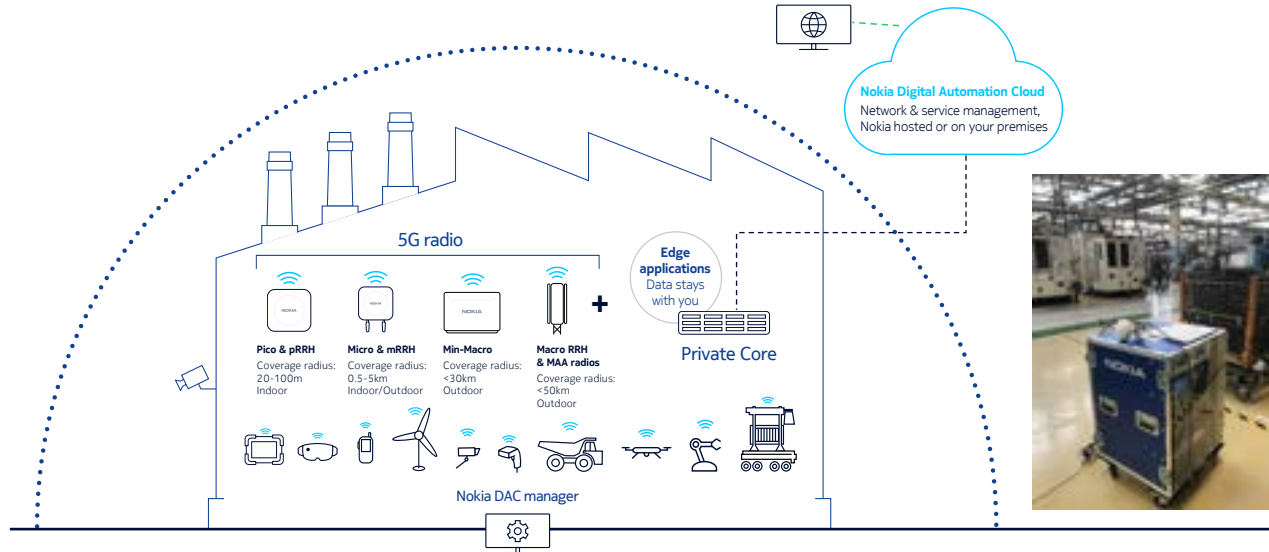 Nokia Digital Automation Cloud
Network & service management,
Nokia hosted or on your premises
5G radio
Edge
applications
Data stays
with you
NOKIA
NOKIA
NOKIA
+
Pico & pRRH
Coverage radius:
20-100m
Indoor
Micro & mRRH
Coverage radius:
0.5-5km
Indoor/Outdoor
Min-Macro
Coverage radius:
<30km
Outdoor
Macro RRH
& MAA radios
Coverage radius:
<50km
Outdoor
Private Core
Nokia DAC manager
NOKIA